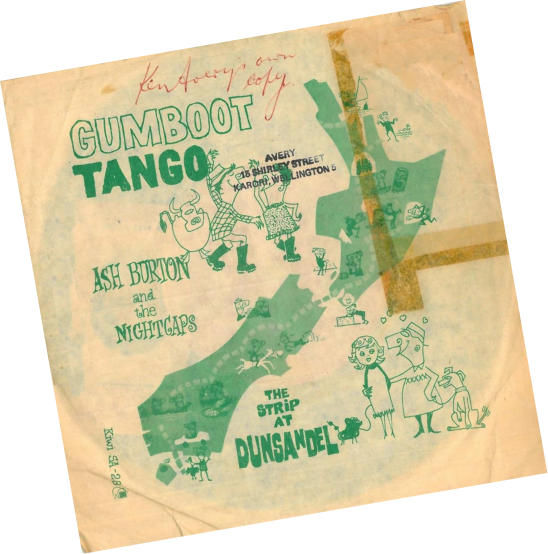 Ken Avery's own
copy.
GUMBOOT
TANGO
AVERY
15 SHIRLEY STREET
KARORI, WELLINGTON 5
ASH BURTON
and
the
NIGHTCAPS
THE
STRIP
AT
DUNSANDEL
Kiwi SA-28